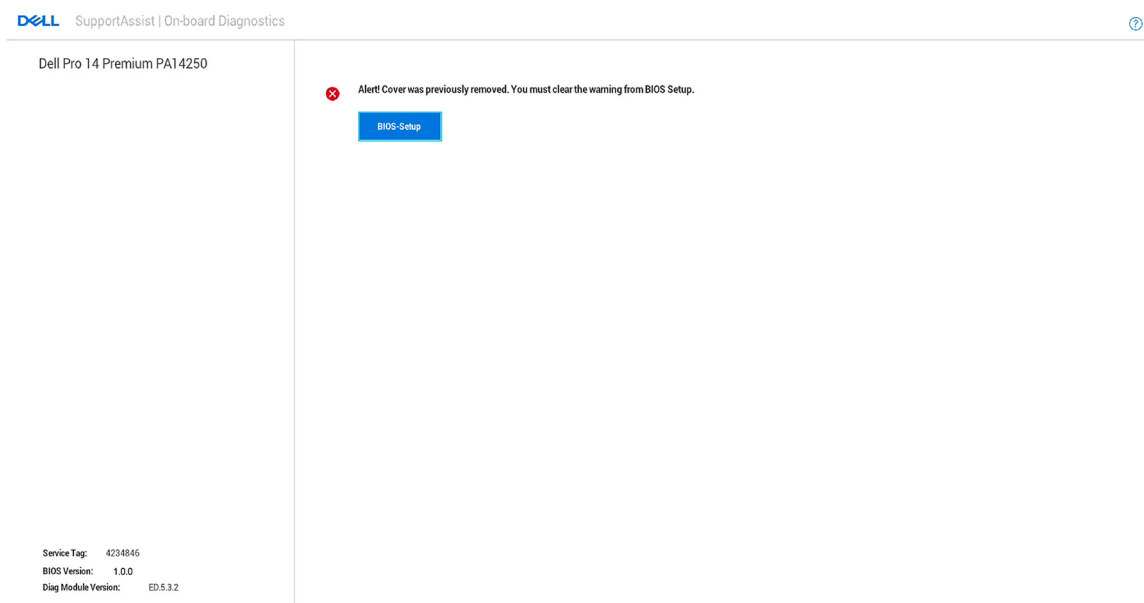 DELL SupportAssist | On-board Diagnostics
Dell Pro 14 Premium PA14250
Alert! Cover was previously removed. You must clear the warning from BIOS Setup.
BIOS-Setup
Service Tag: 4234846
BIOS Version: 1.0.0
Diag Module Version: ED.5.3.2